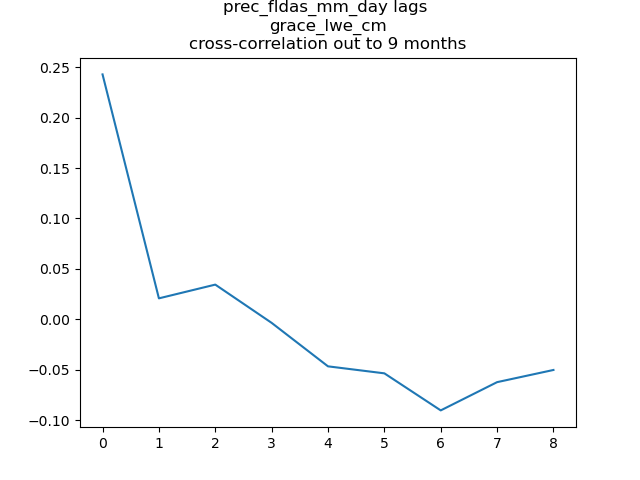 prec_fldas_mm_day lags
grace_lwe_cm
cross-correlation out to 9 months
0.25
0.20
0.15
0.10
0.05
0.00
−0.05
−0.10
0 1 2 3 4 5 6 7 8